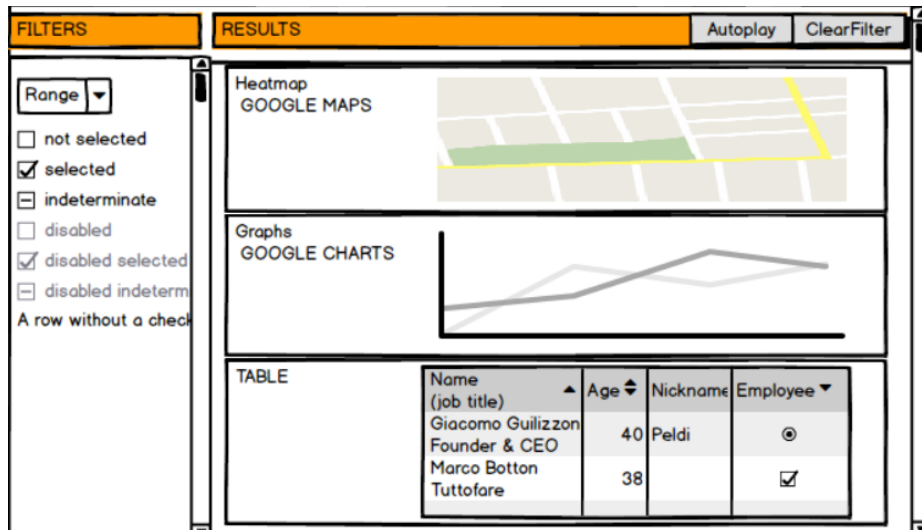 FILTERS
RESULTS
Autoplay
ClearFilter
Range
not selected
selected
indeterminate
disabled
disabled selected
disabled indeterm
A row without a check
Heatmap
GOOGLE MAPS
Graphs
GOOGLE CHARTS
TABLE
Name
(job title)
Age
Nickname
Employee
Giacomo Guilizzon
Founder & CEO
40
Peldi
Marco Botton
Tuttofare
38